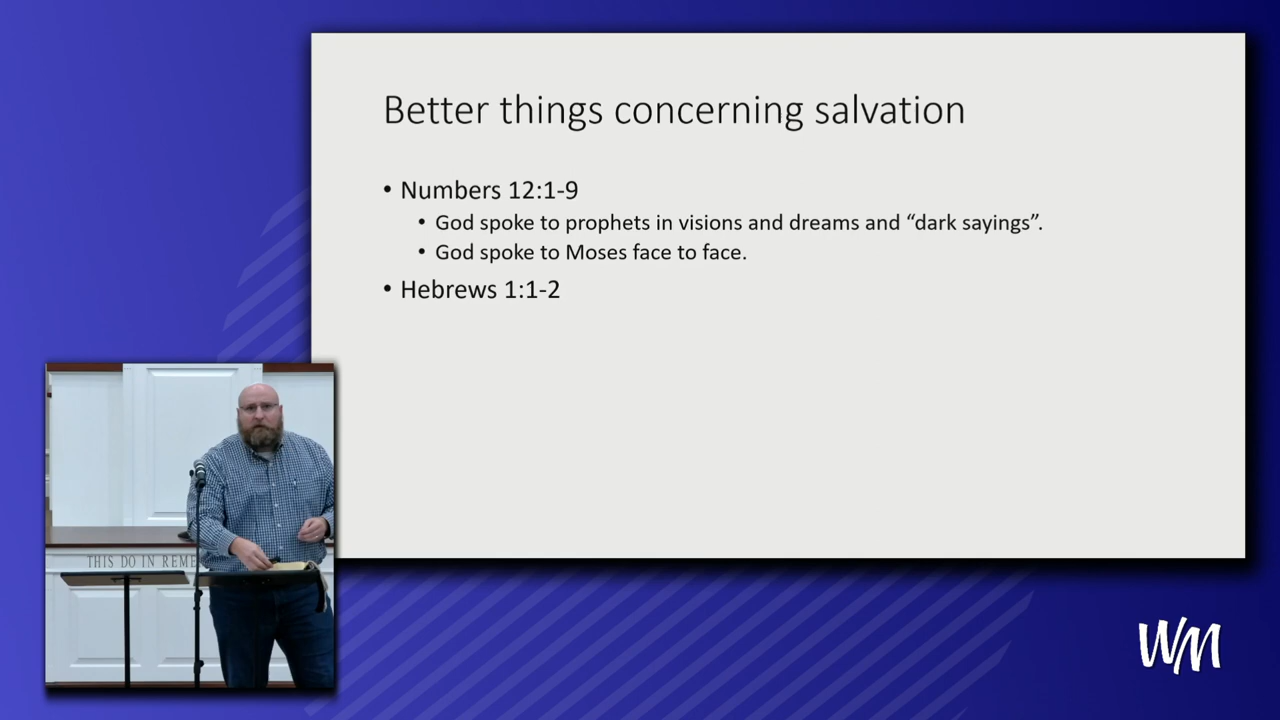 Better things concerning salvation
• Numbers 12:1-9
• God spoke to prophets in visions and dreams and “dark sayings”.
• God spoke to Moses face to face.
• Hebrews 1:1-2
THIS DO IN REME
WM